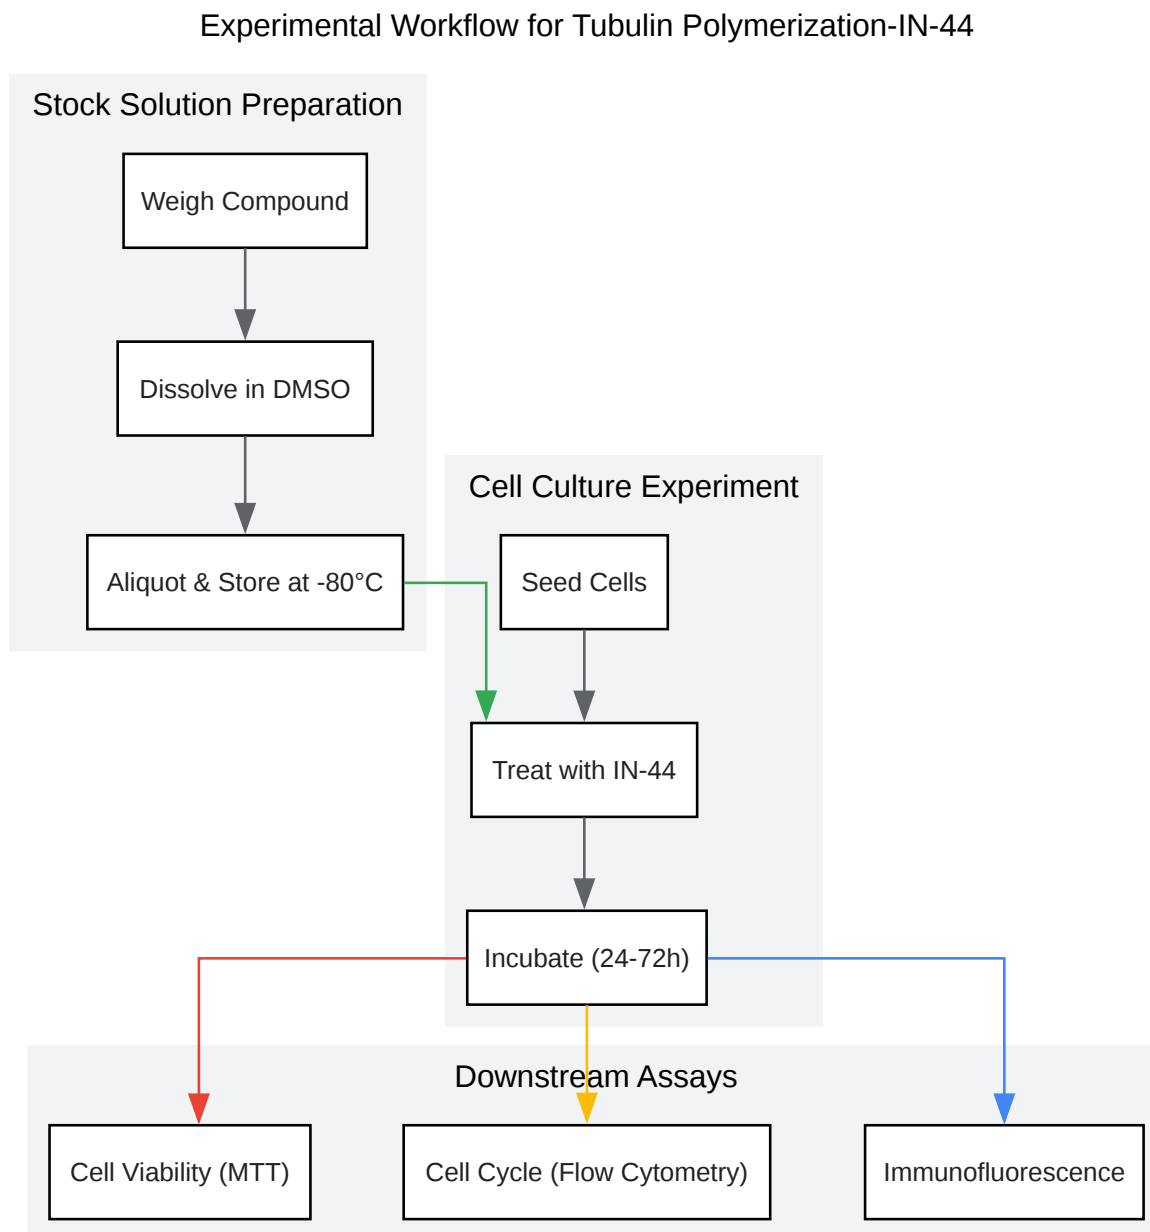 Experimental Workflow for Tubulin Polymerization-IN-44
Stock Solution Preparation
Weigh Compound
Dissolve in DMSO
Aliquot & Store at -80°C
Cell Culture Experiment
Seed Cells
Treat with IN-44
Incubate (24-72h)
Downstream Assays
Cell Viability (MTT)
Cell Cycle (Flow Cytometry)
Immunofluorescence